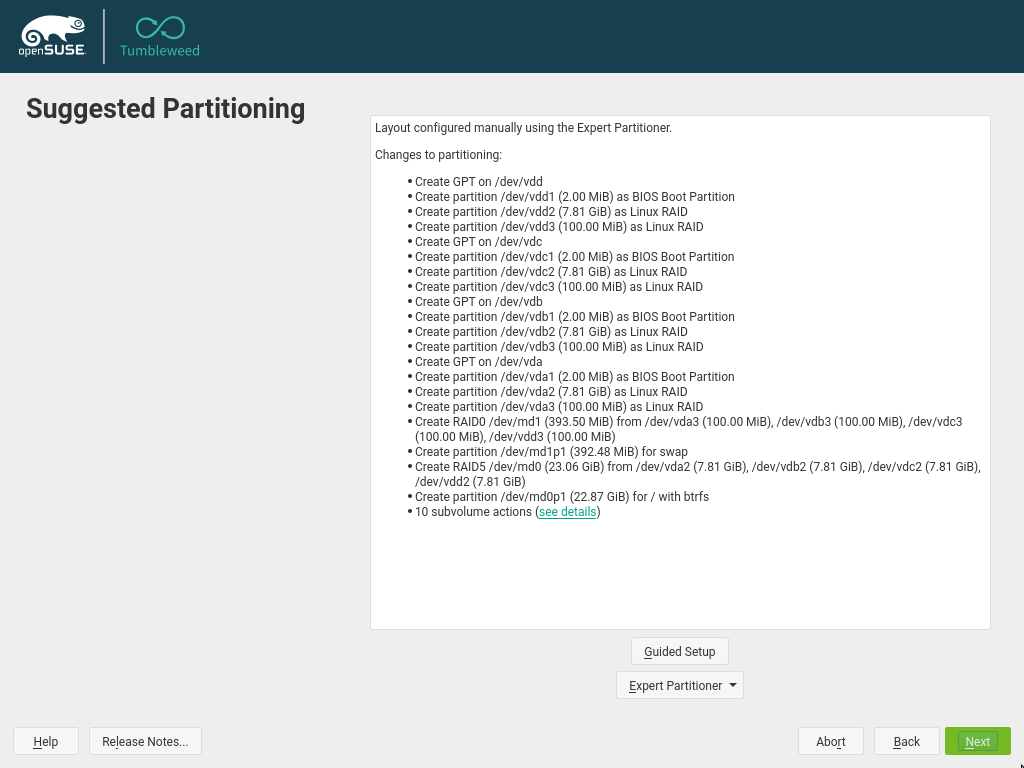 openSUSE
Tumbleweed
Suggested Partitioning
Layout configured manually using the Expert Partitioner.
Changes to partitioning:
• Create GPT on /dev/vdd
• Create partition /dev/vdd1 (2.00 MiB) as BIOS Boot Partition
• Create partition /dev/vdd2 (7.81 GiB) as Linux RAID
• Create partition /dev/vdd3 (100.00 MiB) as Linux RAID
• Create GPT on /dev/vdc
• Create partition /dev/vdc1 (2.00 MiB) as BIOS Boot Partition
• Create partition /dev/vdc2 (7.81 GiB) as Linux RAID
• Create partition /dev/vdc3 (100.00 MiB) as Linux RAID
• Create GPT on /dev/vdb
• Create partition /dev/vdb1 (2.00 MiB) as BIOS Boot Partition
• Create partition /dev/vdb2 (7.81 GiB) as Linux RAID
• Create partition /dev/vdb3 (100.00 MiB) as Linux RAID
• Create GPT on /dev/vda
• Create partition /dev/vda1 (2.00 MiB) as BIOS Boot Partition
• Create partition /dev/vda2 (7.81 GiB) as Linux RAID
• Create partition /dev/vda3 (100.00 MiB) as Linux RAID
• Create RAID0 /dev/md1 (393.50 MiB) from /dev/vda3 (100.00 MiB), /dev/vdb3 (100.00 MiB), /dev/vdc3
(100.00 MiB), /dev/vdd3 (100.00 MiB)
• Create partition /dev/md1p1 (392.48 MiB) for swap
• Create RAID5 /dev/md0 (23.06 GiB) from /dev/vda2 (7.81 GiB), /dev/vdb2 (7.81 GiB), /dev/vdc2 (7.81 GiB),
/dev/vdd2 (7.81 GiB)
• Create partition /dev/md0p1 (22.87 GiB) for / with btrfs
• 10 subvolume actions (see details)
Guided Setup
Expert Partitioner
Help
Release Notes...
Abort
Back
Next